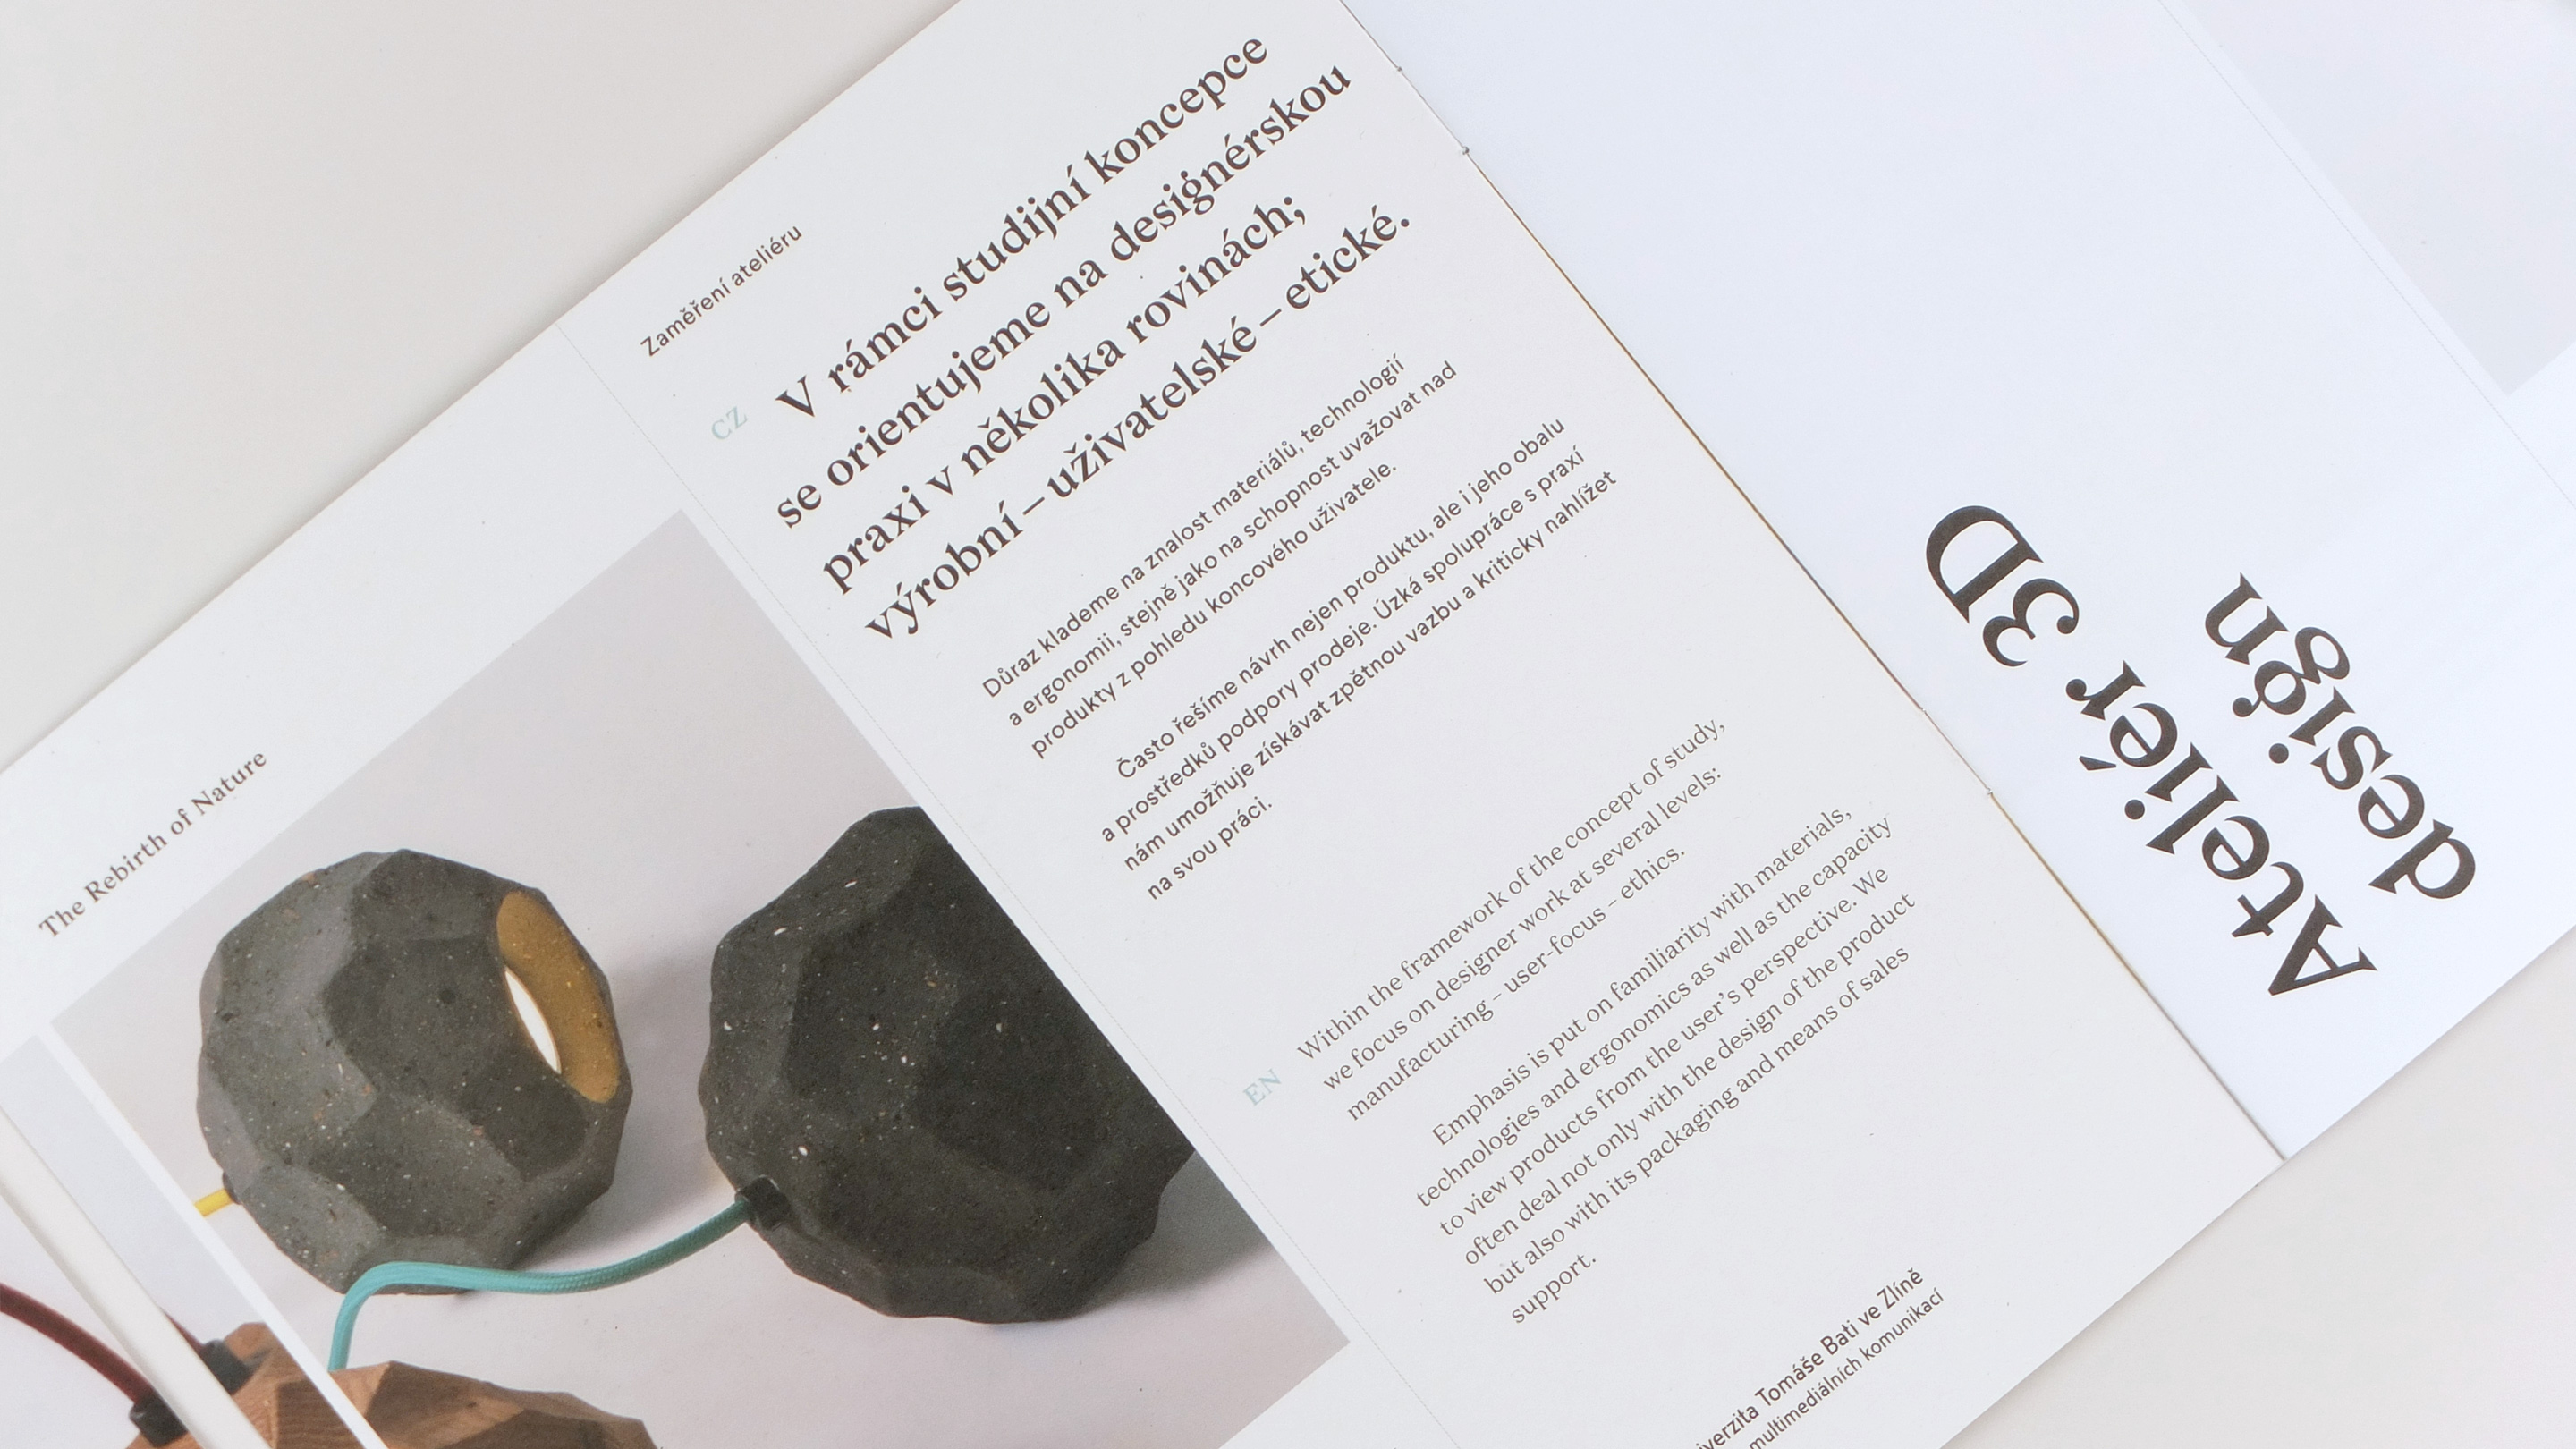 The Rebirth of Nature
Zaměření ateliéru
CZ
V rámci studijní koncepce
se orientujeme na designérskou
praxi v několika rovinách;
výrobní – uživatelské – etické.
Důraz klademe na znalost materiálů, technologií
a ergonomii, stejně jako na schopnost uvažovat nad
produkty z pohledu koncového uživatele.
Často řešíme návrh nejen produktu, ale i jeho obalu
a prostředků podpory prodeje. Úzká spolupráce s praxí
nám umožňuje získávat zpětnou vazbu a kriticky nahlížet
na svou práci.
EN
Within the framework of the concept of study,
we focus on designer work at several levels:
manufacturing – user-focus – ethics.
Emphasis is put on familiarity with materials,
technologies and ergonomics as well as the capacity
to view products from the user’s perspective. We
often deal not only with the design of the product
but also with its packaging and means of sales
support.
Tomáše Bati ve Zlíně
multimediálních komunikací
Ateliér 3D
design